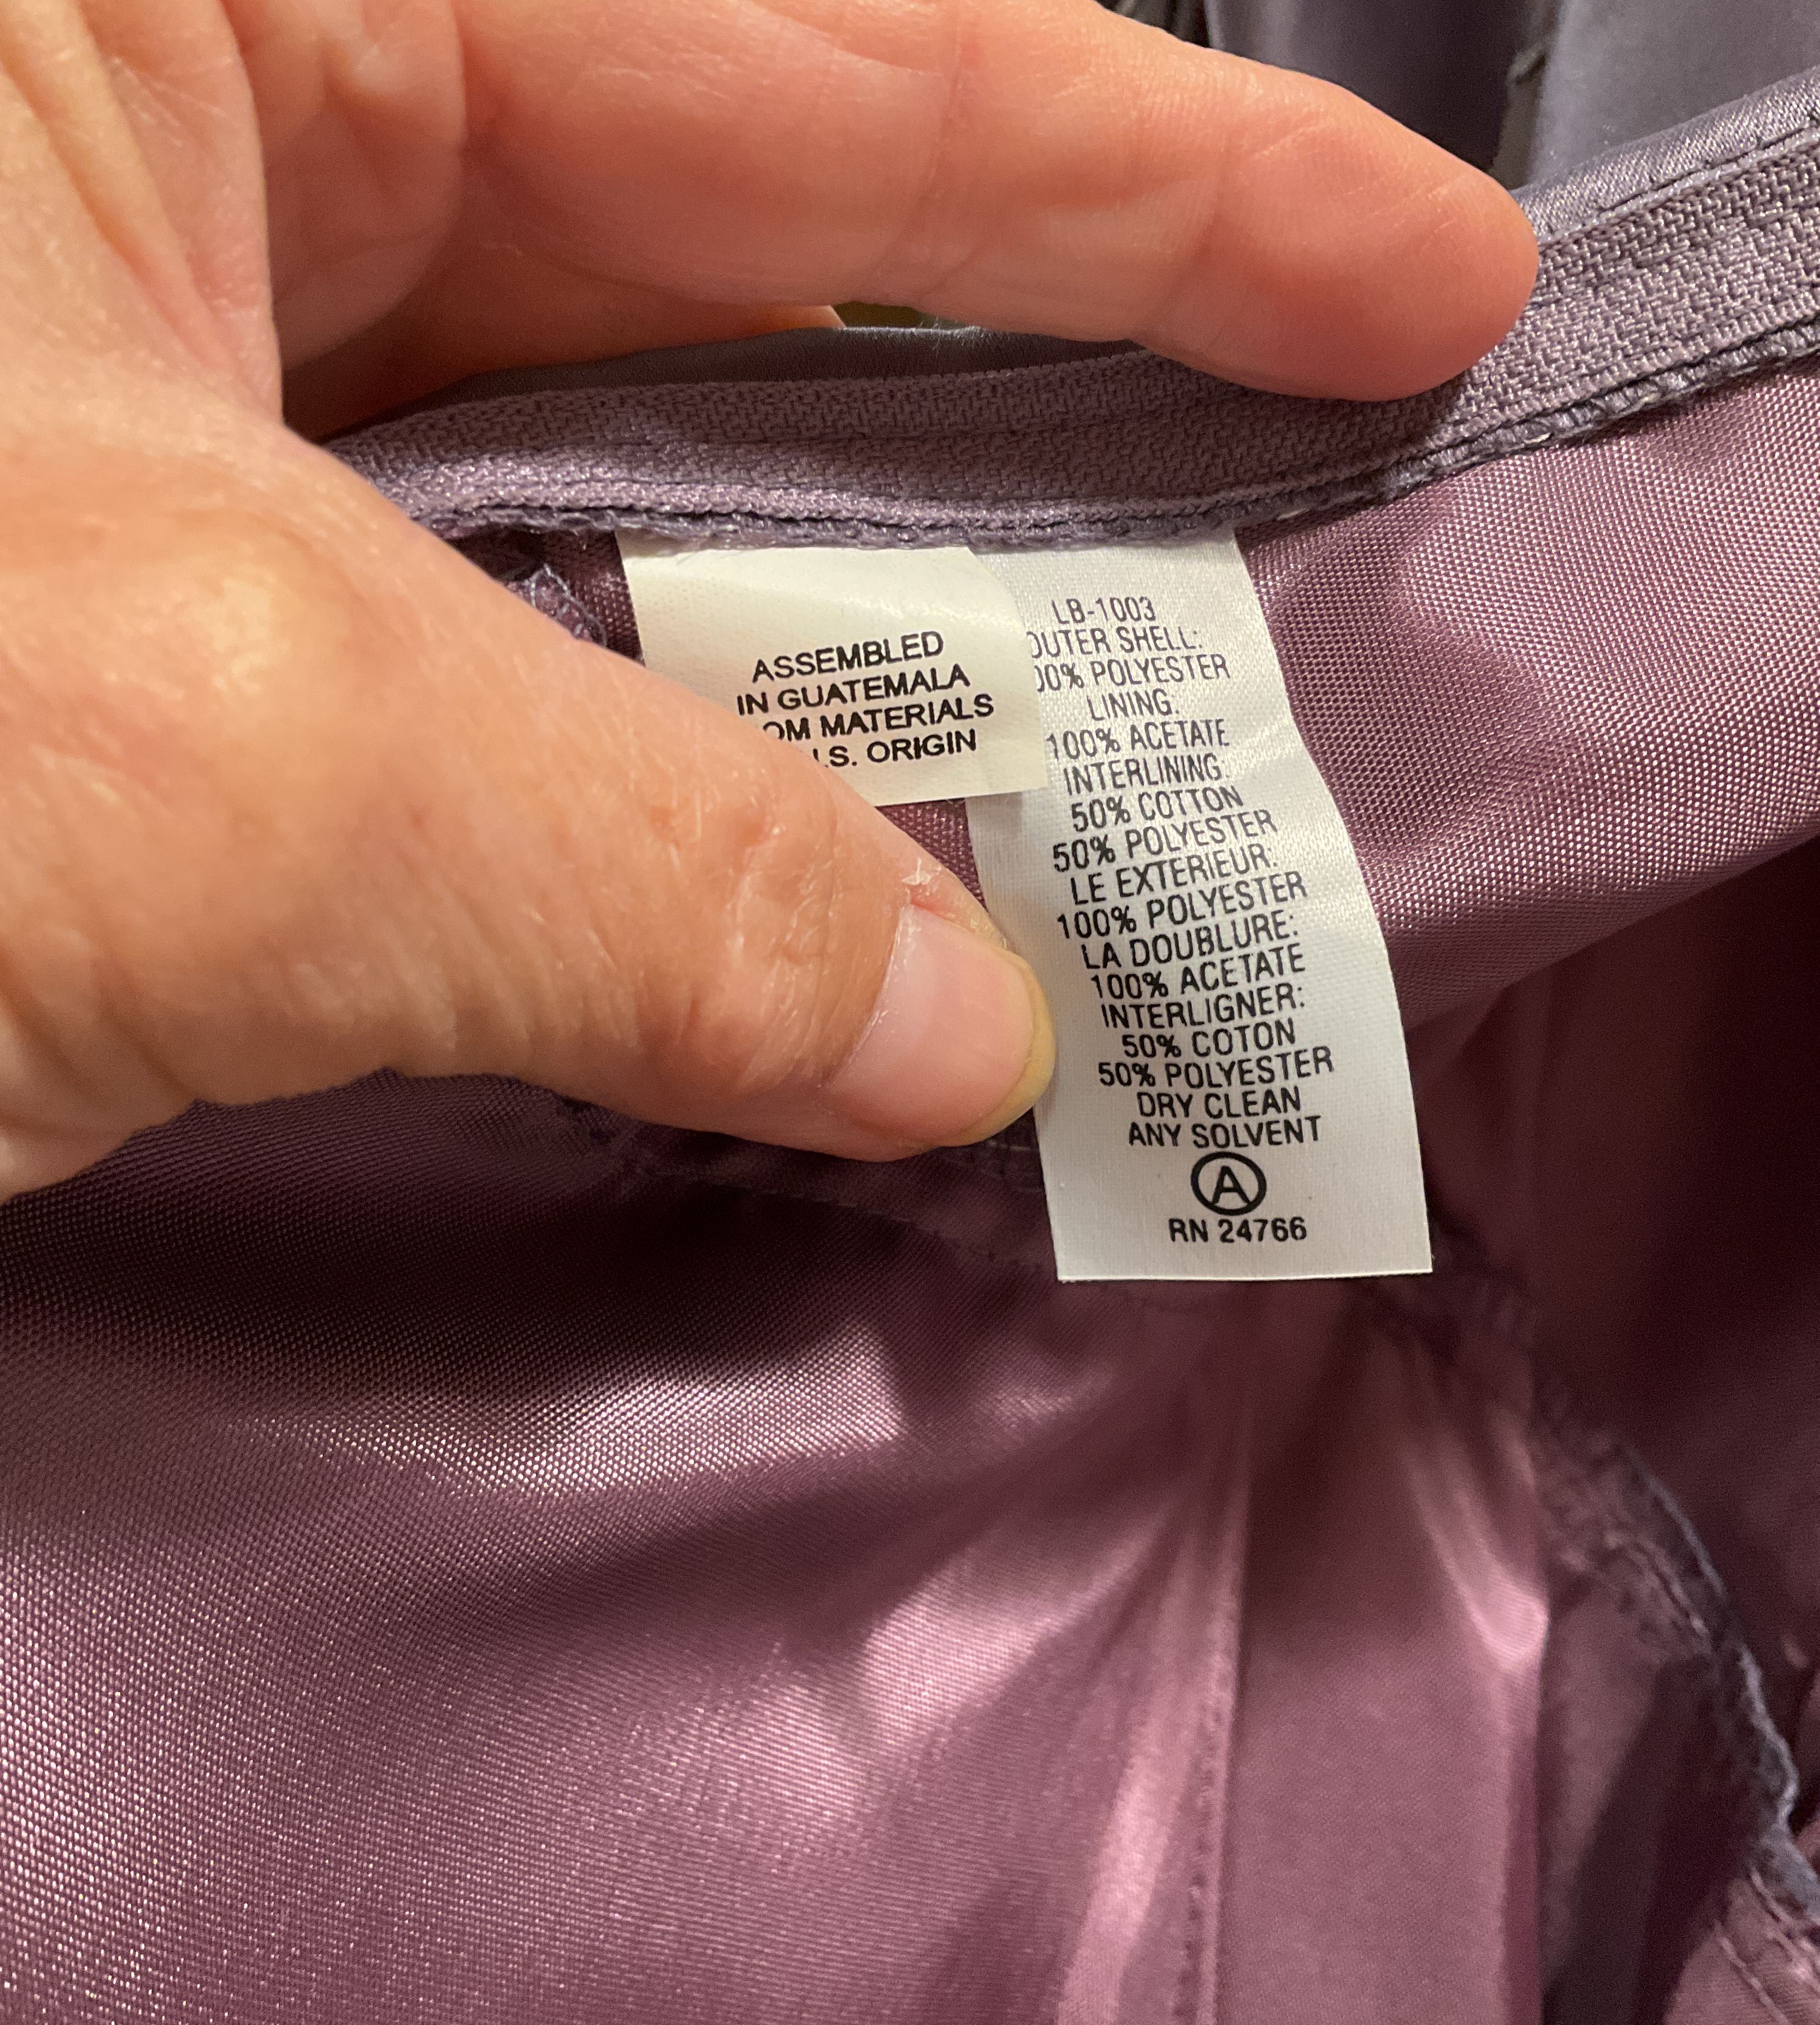 ASSEMBLED
IN GUATEMALA
OM MATERIALS
.S. ORIGIN
LB-1003
OUTER SHELL:
00% POLYESTER
LINING.
100% ACETATE
INTERLINING
50% COTTON
50% POLYESTER
LE EXTERIEUR:
100% POLYESTER
LA DOUBLURE:
100% ACETATE
INTERLIGNER:
50% COTON
50% POLYESTER
DRY CLEAN
ANY SOLVENT
A
RN 24766